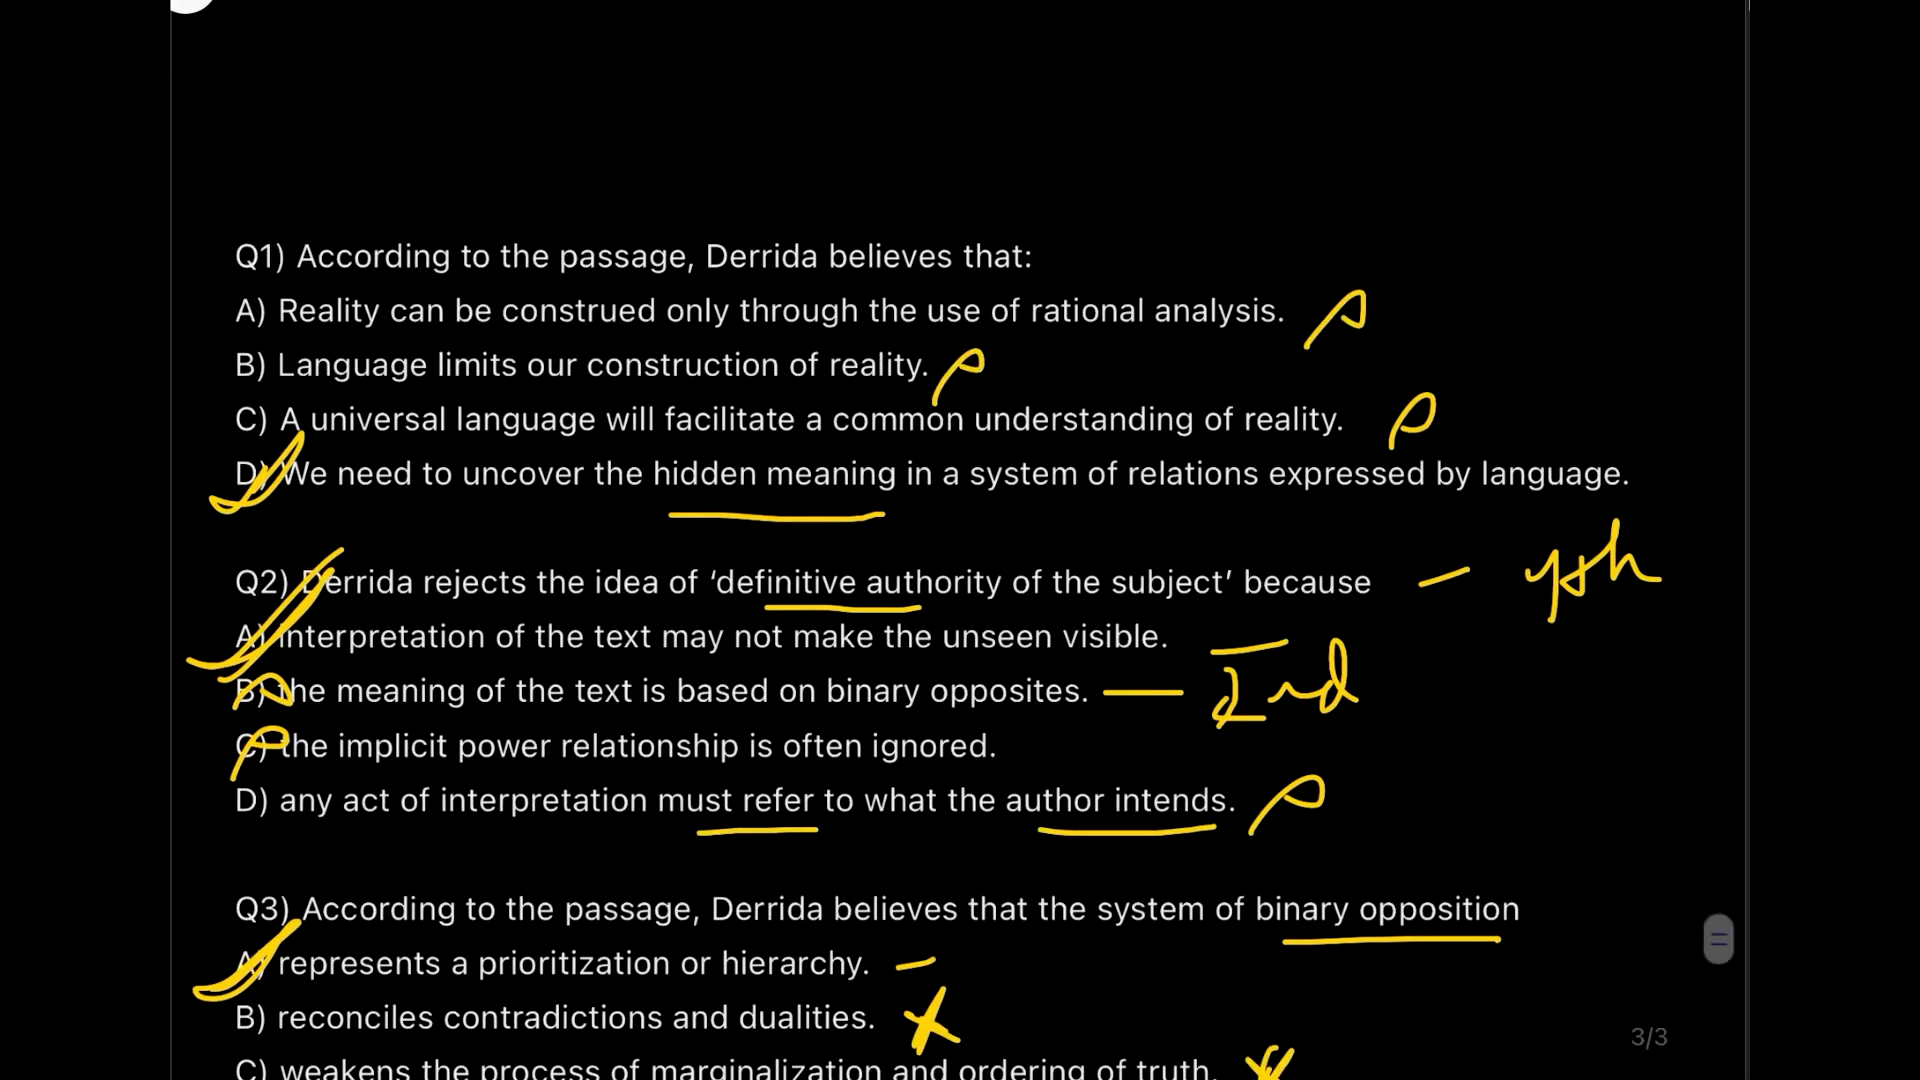 Q1) According to the passage, Derrida believes that:
A) Reality can be construed only through the use of rational analysis.
B) Language limits our construction of reality.
C) A universal language will facilitate a common understanding of reality.
D) We need to uncover the hidden meaning in a system of relations expressed by language.
Q2) Derrida rejects the idea of ‘definitive authority of the subject’ because
A) interpretation of the text may not make the unseen visible.
B) the meaning of the text is based on binary opposites.
C) the implicit power relationship is often ignored.
D) any act of interpretation must refer to what the author intends.
Q3) According to the passage, Derrida believes that the system of binary opposition
A) represents a prioritization or hierarchy.
B) reconciles contradictions and dualities.
3/3
C) weakens the process of marginalization and ordering of truth.